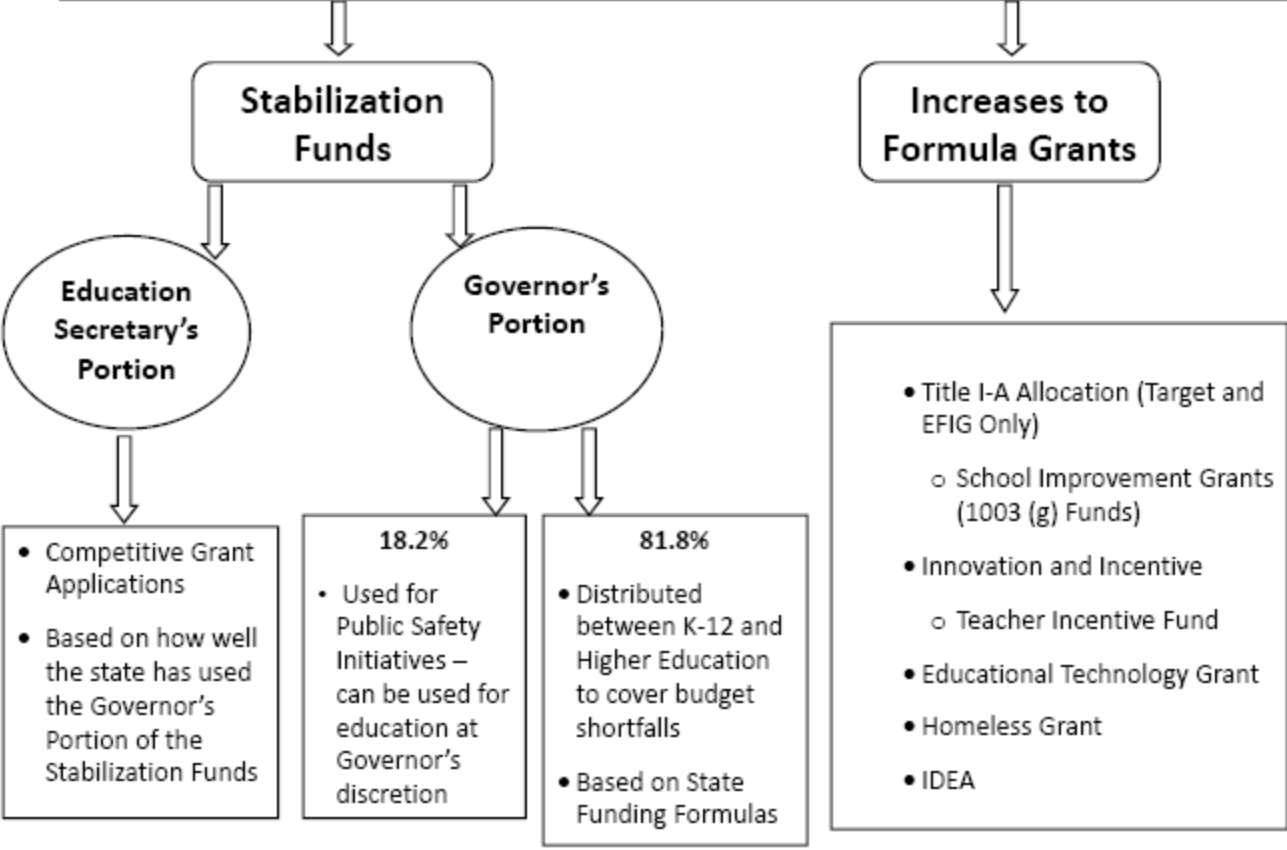 Stabilization
Funds
Increases to
Formula Grants
Education
Secretary's
Portion
Governor's
Portion
• Competitive Grant
Applications
• Based on how well
the state has used
the Governor's
Portion of the
Stabilization Funds
18.2%
• Used for
Public Safety
Initiatives –
can be used for
education at
Governor's
discretion
81.8%
• Distributed
between K-12 and
Higher Education
to cover budget
shortfalls
• Based on State
Funding Formulas
• Title I-A Allocation (Target and
EFIG Only)
o School Improvement Grants
(1003 (g) Funds)
• Innovation and Incentive
o Teacher Incentive Fund
• Educational Technology Grant
• Homeless Grant
• IDEA